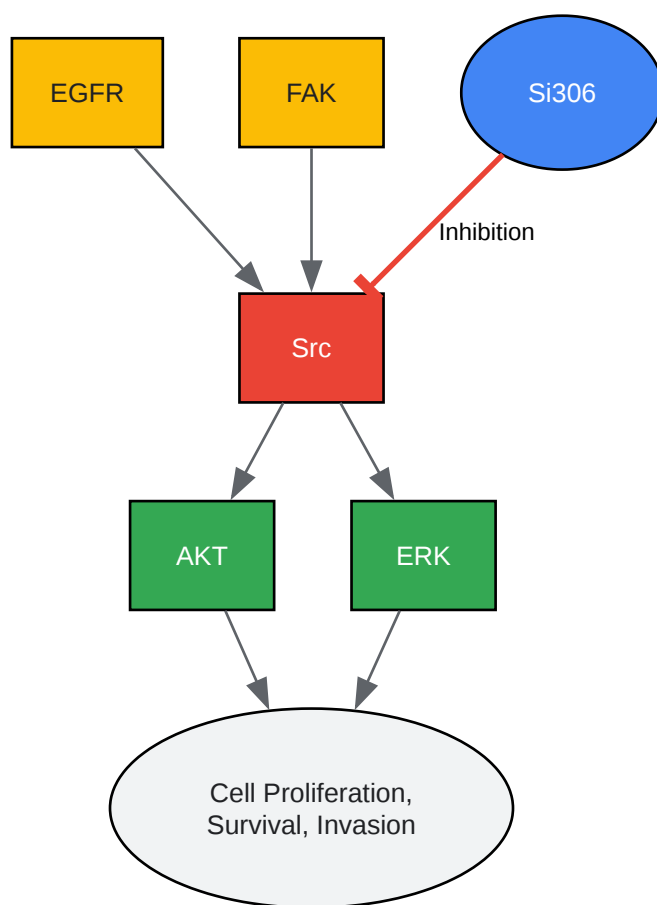 EGFR
FAK
Si306
Inhibition
Src
AKT
ERK
Cell Proliferation,
Survival, Invasion